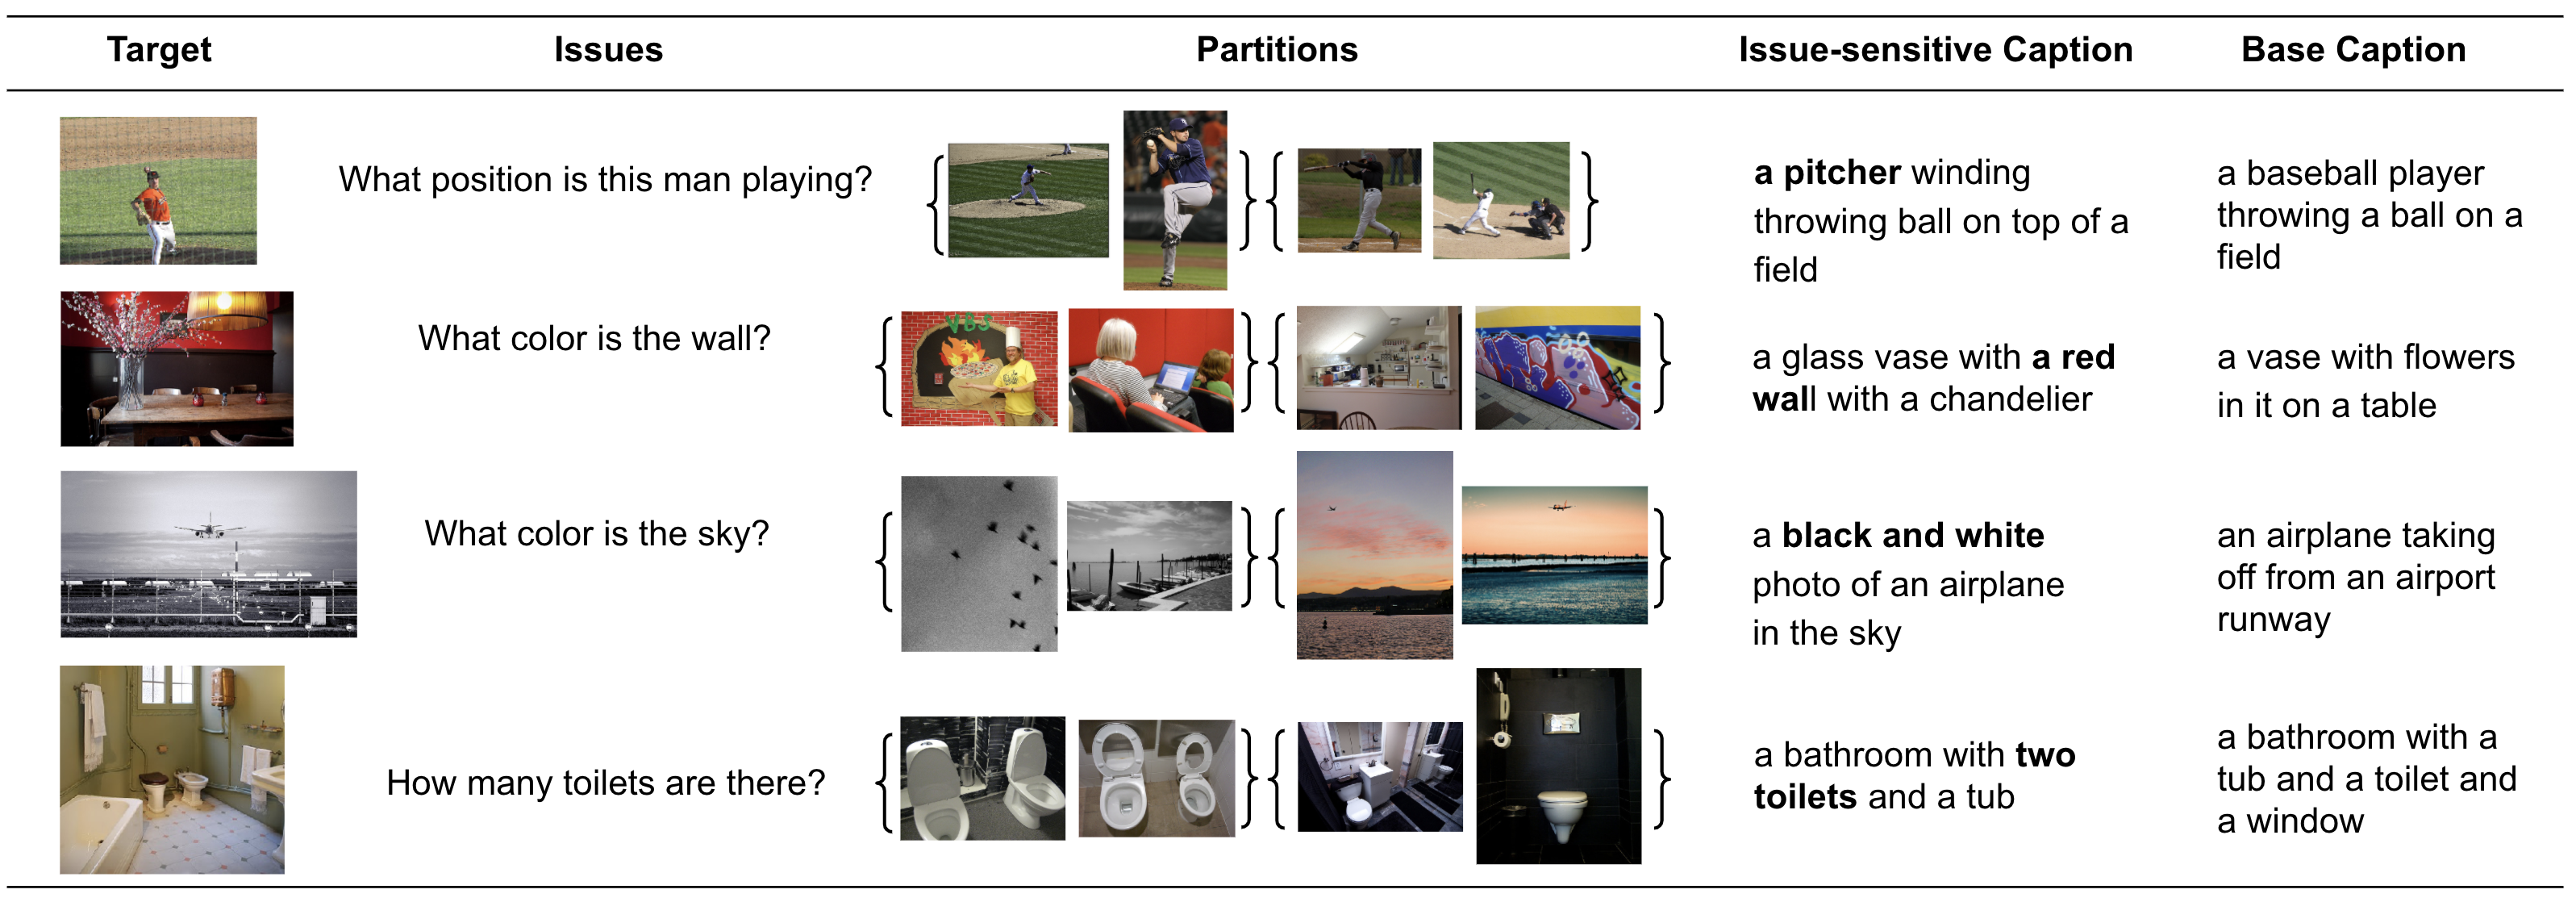 Target Issues Partitions Issue-sensitive Caption Base Caption
What position is this man playing?
a pitcher winding
throwing ball on top of a
field
a baseball player
throwing a ball on a
field
What color is the wall?
VBS
a glass vase with a red
wall with a chandelier
a vase with flowers
in it on a table
What color is the sky?
a black and white
photo of an airplane
in the sky
an airplane taking
off from an airport
runway
How many toilets are there?
a bathroom with two
toilets and a tub
a bathroom with a
tub and a toilet and
a window